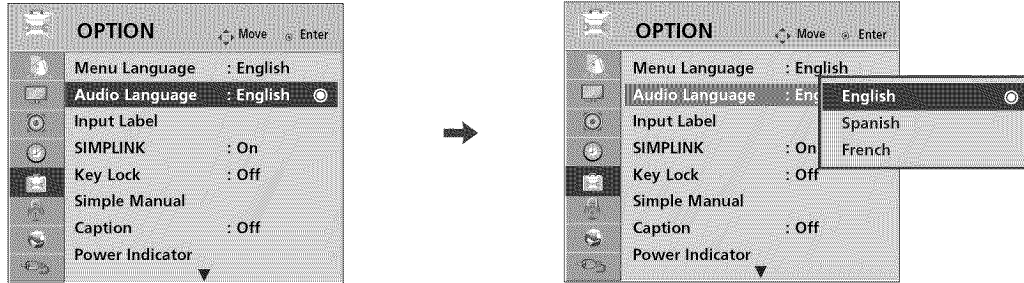 OPTION Move Enter
Menu Language : English
Audio Language : English
Input Label
SIMPLINK : On
Key Lock : Off
Simple Manual
Caption : Off
Power Indicator
OPTION Move Enter
Menu Language : English
Audio Language : Eng
Input Label
SIMPLINK : On
Key Lock : Off
Simple Manual
Caption : Off
Power Indicator
English
Spanish
French